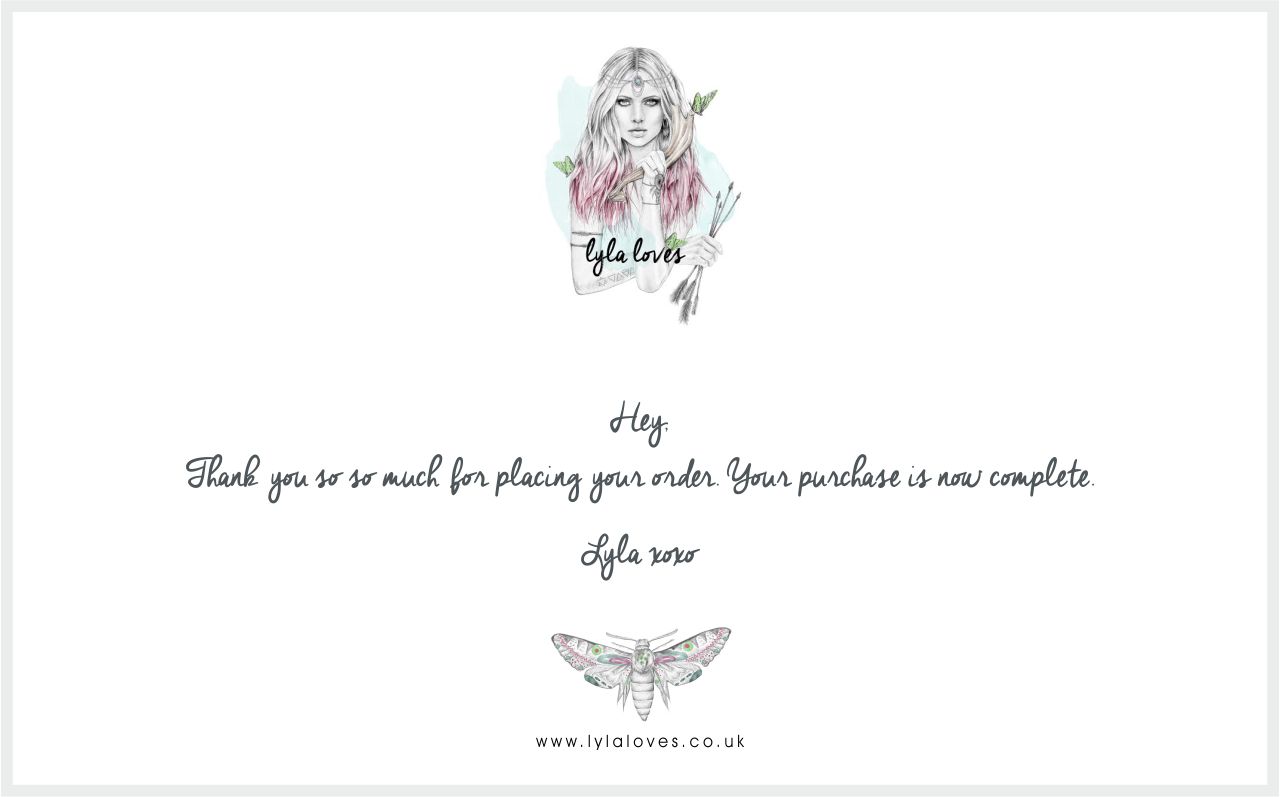 lyla loves
Hey,
Thank you so so much for placing your order. Your purchase is now complete.
Lyla xoxo
www.lylaloves.co.uk